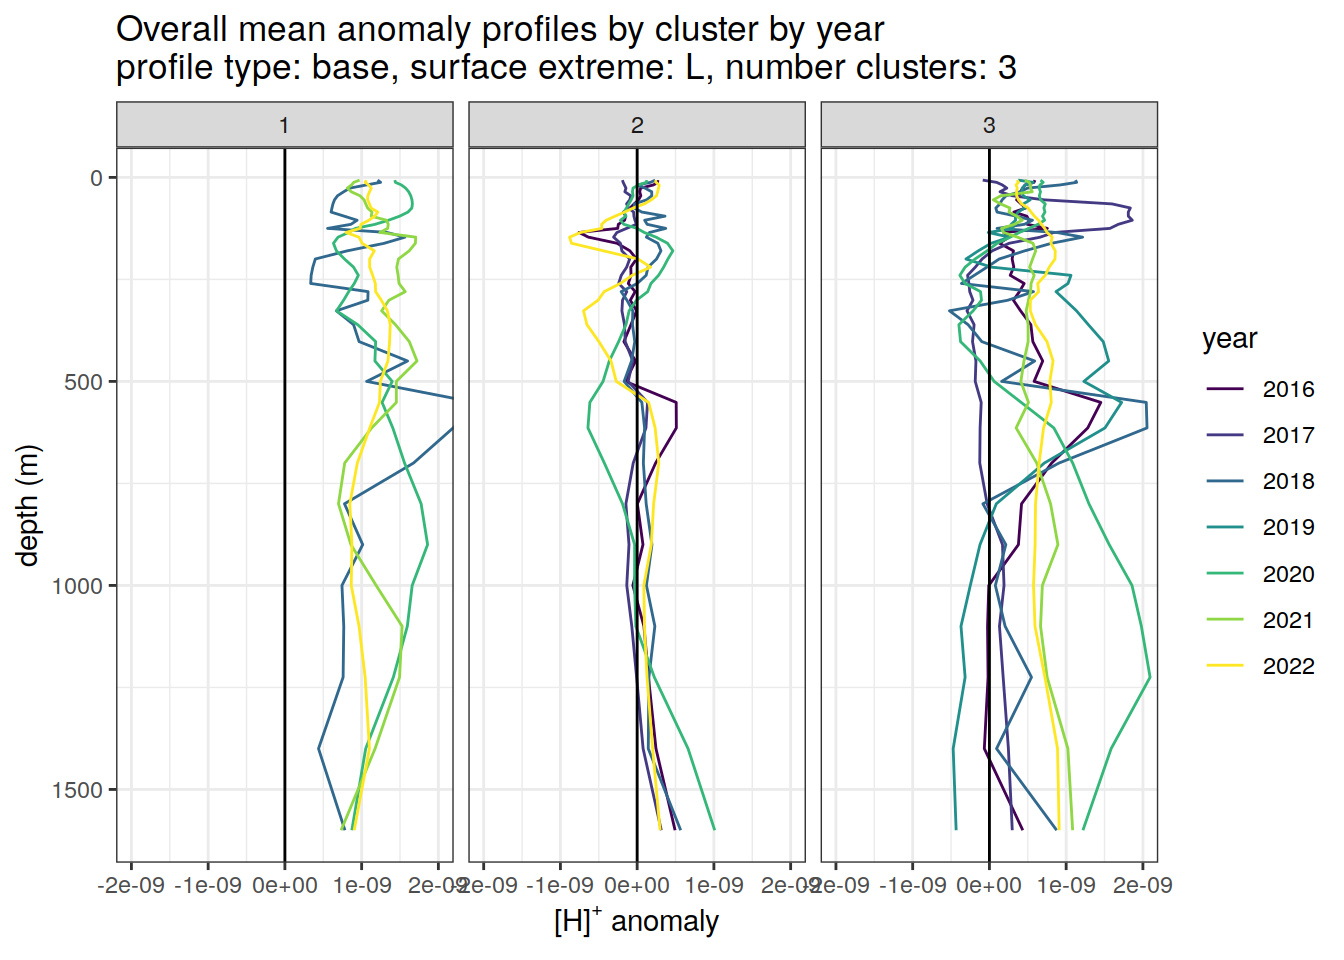 Overall mean anomaly profiles by cluster by year
profile type: base, surface extreme: L, number clusters: 3
1 2 3
0
500
1000
1500
depth (m)
-2e-09 -1e-09 0e+00 1e-09 2e-09 -2e-09 -1e-09 0e+00 1e-09 2e-09 -2e-09 -1e-09 0e+00 1e-09 2e-09
[H]⁺ anomaly
year
2016
2017
2018
2019
2020
2021
2022